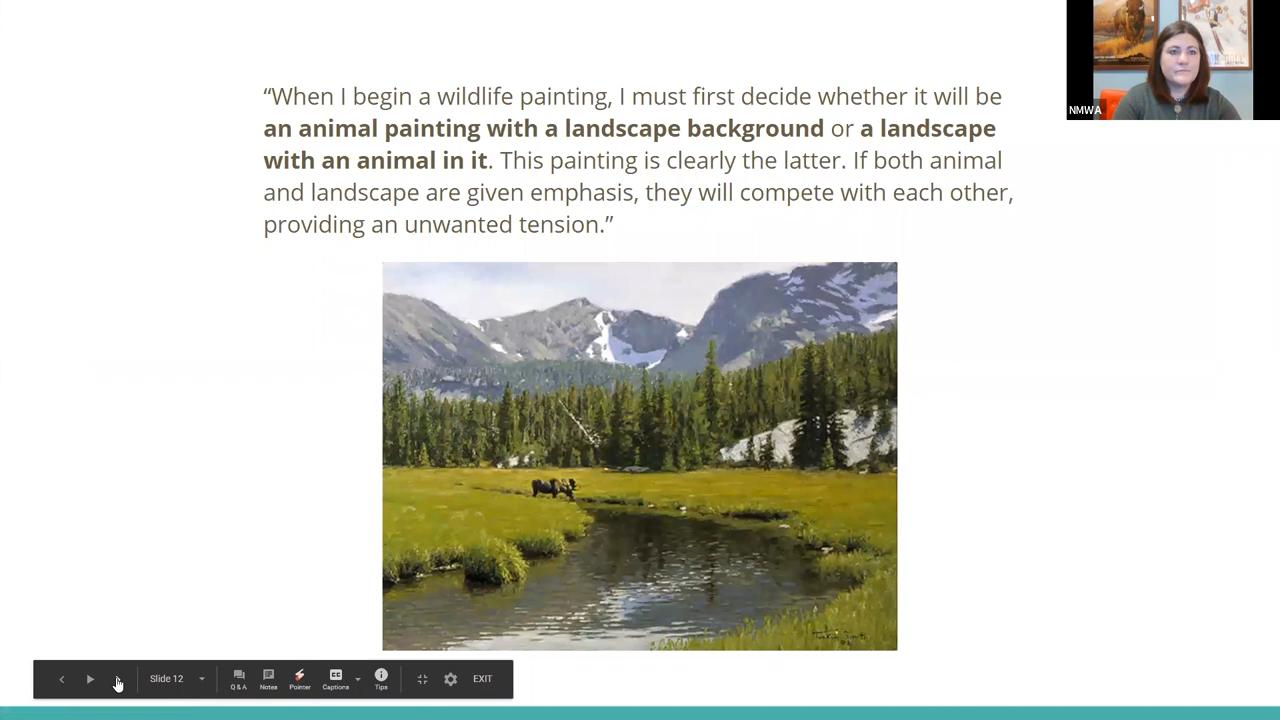 “When I begin a wildlife painting, I must first decide whether it will be
an animal painting with a landscape background or a landscape
with an animal in it. This painting is clearly the latter. If both animal
and landscape are given emphasis, they will compete with each other,
providing an unwanted tension.”
NMWA
Slide 12
Q & A
Notes
Pointer
Captions
Tips
EXIT
CC